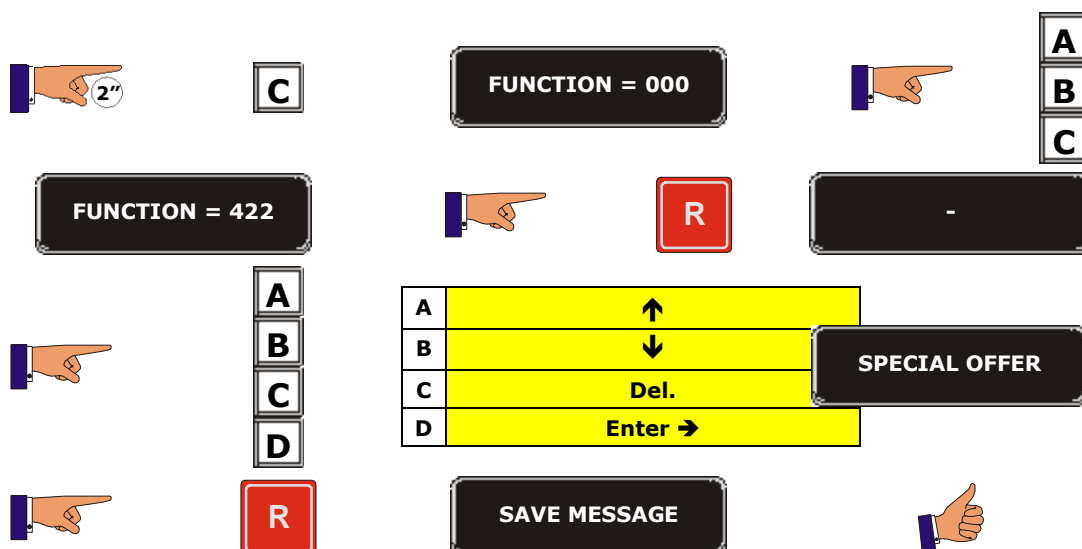 2”
C
FUNCTION = 000
A
B
C
FUNCTION = 422
R
-
A
B
C
D
A ↑
B ↓
C Del.
D Enter ➔
SPECIAL OFFER
R
SAVE MESSAGE